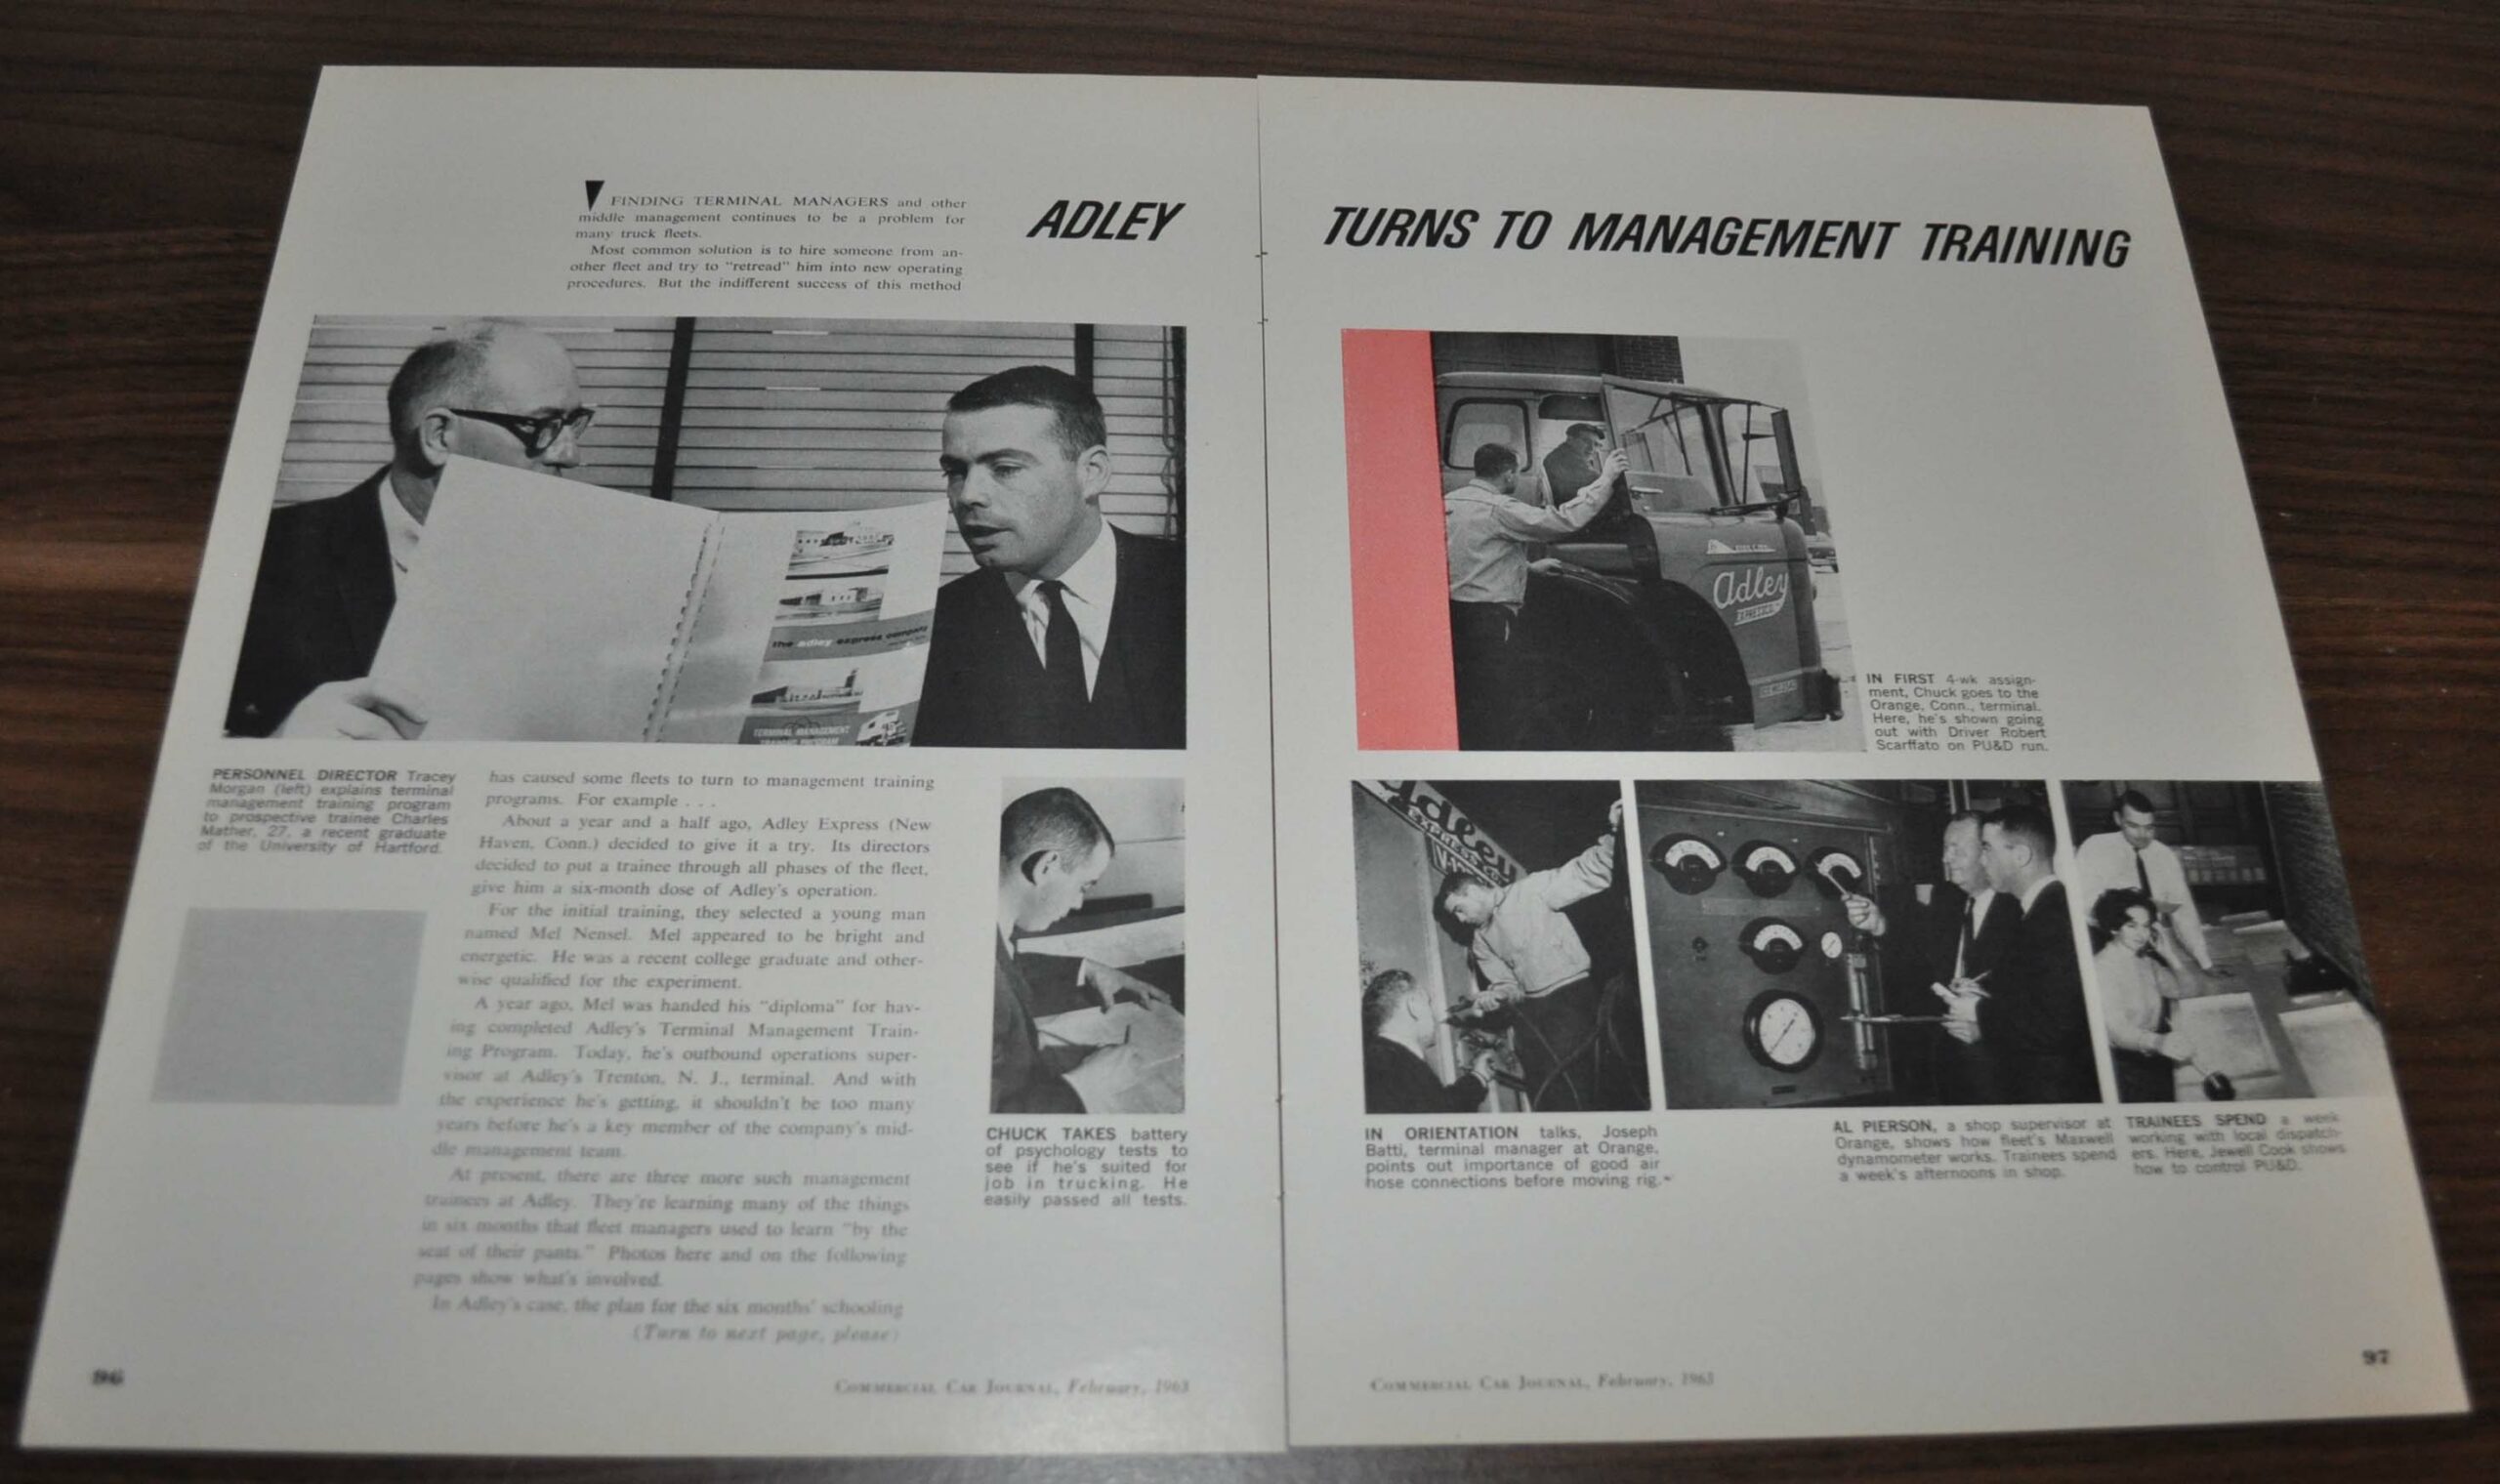 FINDING TERMINAL MANAGERS and other
middle management continues to be a problem for
many truck fleets.
Most common solution is to hire someone from an-
other fleet and try to "retread" him into new operating
procedures. But the indifferent success of this method
ADLEY TURNS TO MANAGEMENT TRAINING
the adley express company
TERMINAL MANAGEMENT
TRAINING PROGRAM
PERSONNEL DIRECTOR Tracey
Morgan (left) explains terminal
management training program
to prospective trainee Charles
Mather, 27, a recent graduate
of the University of Hartford.
has caused some fleets to turn to management training
programs. For example . . .
About a year and a half ago, Adley Express (New
Haven, Conn.) decided to give it a try. Its directors
decided to put a trainee through all phases of the fleet,
give him a six-month dose of Adley's operation.
For the initial training, they selected a young man
named Mel Nensel. Mel appeared to be bright and
energetic. He was a recent college graduate and other-
wise qualified for the experiment.
A year ago, Mel was handed his "diploma" for hav-
ing completed Adley's Terminal Management Train-
ing Program. Today, he's outbound operations super-
visor at Adley's Trenton, N. J., terminal. And with
the experience he's getting, it shouldn't be too many
years before he's a key member of the company's mid-
dle management team.
At present, there are three more such management
trainees at Adley. They're learning many of the things
in six months that fleet managers used to learn "by the
seat of their pants." Photos here and on the following
pages show what's involved.
In Adley's case, the plan for the six months' schooling
(Turn to next page, please)
CHUCK TAKES battery
of psychology tests to
see if he's suited for
job in trucking. He
easily passed all tests.
96
COMMERCIAL CAR JOURNAL, February, 1963
Adley
EXPRESS
IN FIRST 4-wk assign-
ment, Chuck goes to the
Orange, Conn., terminal.
Here, he's shown going
out with Driver Robert
Scarffato on PU&D run.
Adley
EXPRESS
IN ORIENTATION talks, Joseph
Batti, terminal manager at Orange,
points out importance of good air
hose connections before moving rig.
AL PIERSON, a shop supervisor at
Orange, shows how fleet's Maxwell
dynamometer works. Trainees spend
a week's afternoons in shop.
TRAINEES SPEND a week
working with local dispatch-
ers. Here, Jewell Cook shows
how to control PU&D.
COMMERCIAL CAR JOURNAL, February, 1963
97